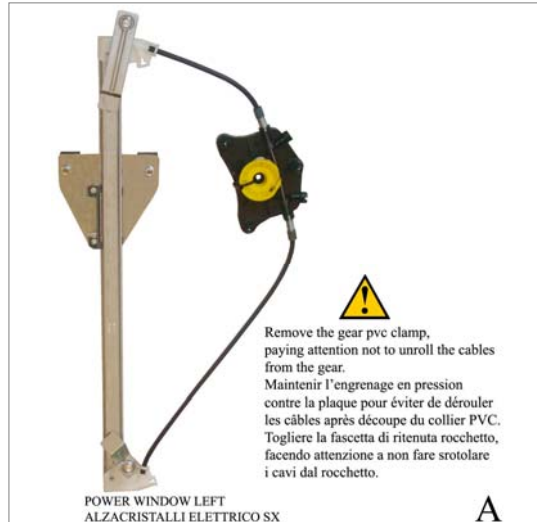 Remove the gear pvc clamp,
paying attention not to unroll the cables
from the gear.
Maintenir l'engrenage en pression
contre la plaque pour éviter de dérouler
les câbles après découpe du collier PVC.
Togliere la fascetta di ritenuta rocchetto,
facendo attenzione a non fare srotolare
i cavi dal rocchetto.
POWER WINDOW LEFT
ALZACRISTALLI ELETTRICO SX
A